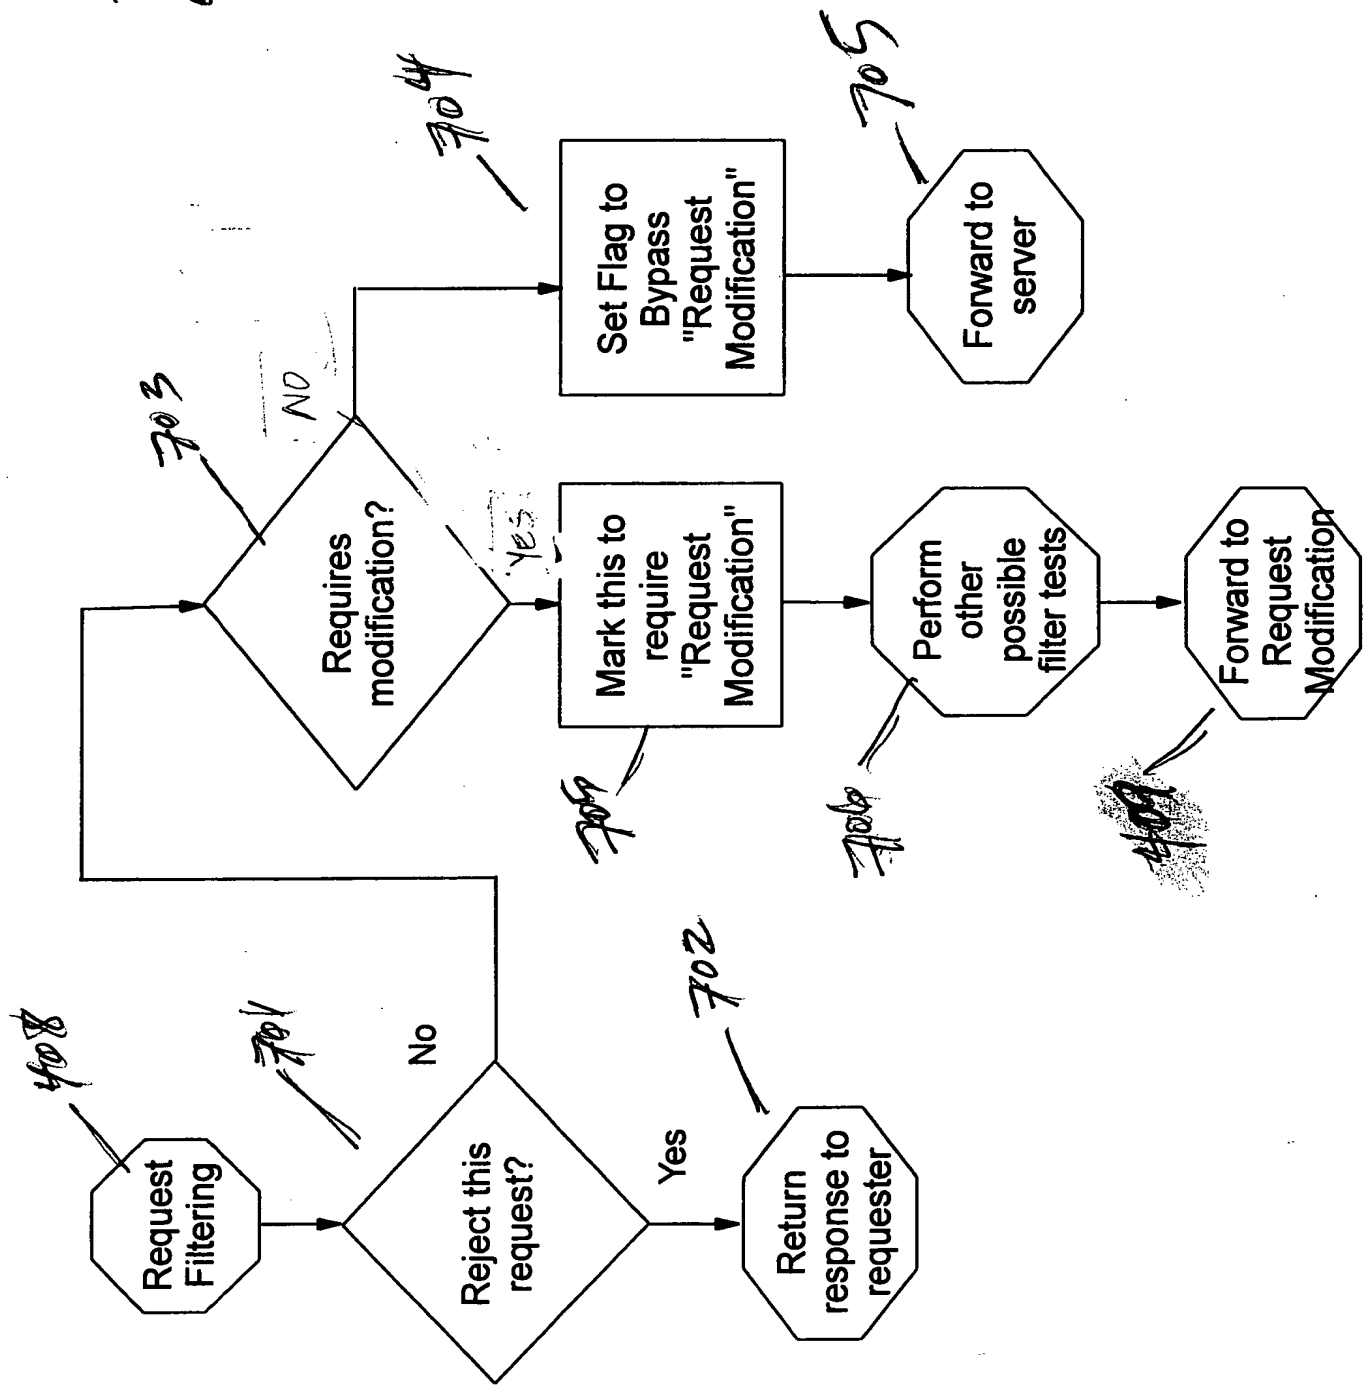 408
Request
Filtering
701
Reject this
request?
No
Yes
702
Return
response to
requester
703
Requires
modification?
NO
YES
704
Set Flag to
Bypass
"Request
Modification"
705
Forward to
server
705
Mark this to
require
"Request
Modification"
706
Perform
other
possible
filter tests
409
Forward to
Request
Modification